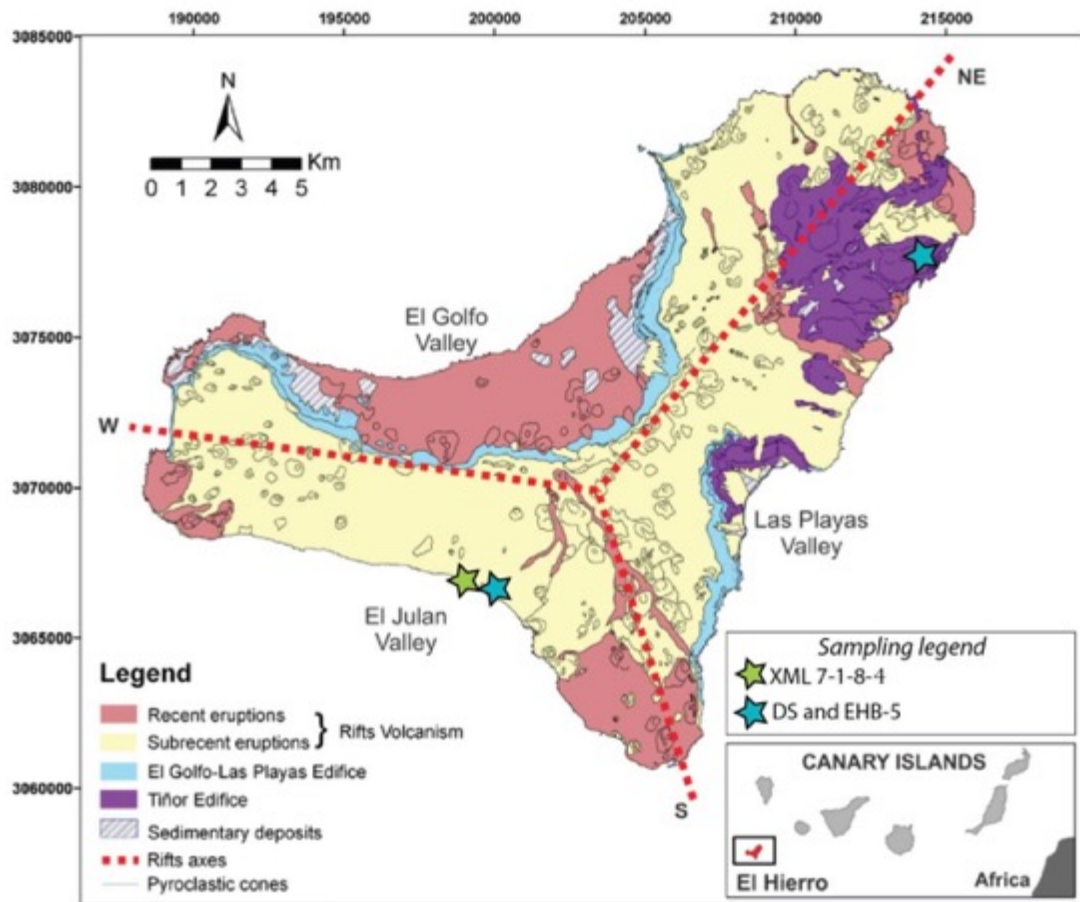 190000 195000 200000 205000 210000 215000
3085000
3080000
3075000
3070000
3065000
3060000
N
Km
0 1 2 3 4 5
NE
El Golfo
Valley
W
Las Playas
Valley
El Julan
Valley
S
Legend
Recent eruptions
Subrecent eruptions } Rifts Volcanism
El Golfo-Las Playas Edifice
Tiñor Edifice
Sedimentary deposits
Rifts axes
Pyroclastic cones
Sampling legend
XML 7-1-8-4
DS and EHB-5
CANARY ISLANDS
El Hierro
Africa